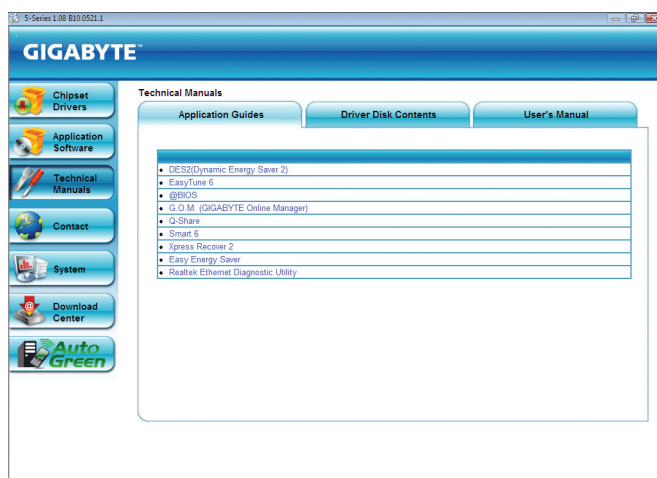 5-Series 1.08 B10.0521.1
GIGABYTE™
Chipset
Drivers
Application
Software
Technical
Manuals
Contact
System
Download
Center
Auto
Green
Technical Manuals
Application Guides
Driver Disk Contents
User's Manual
• DES2(Dynamic Energy Saver 2)
• EasyTune 6
• @BIOS
• G.O.M. (GIGABYTE Online Manager)
• Q-Share
• Smart 6
• Xpress Recover 2
• Easy Energy Saver
• Realtek Ethernet Diagnostic Utility